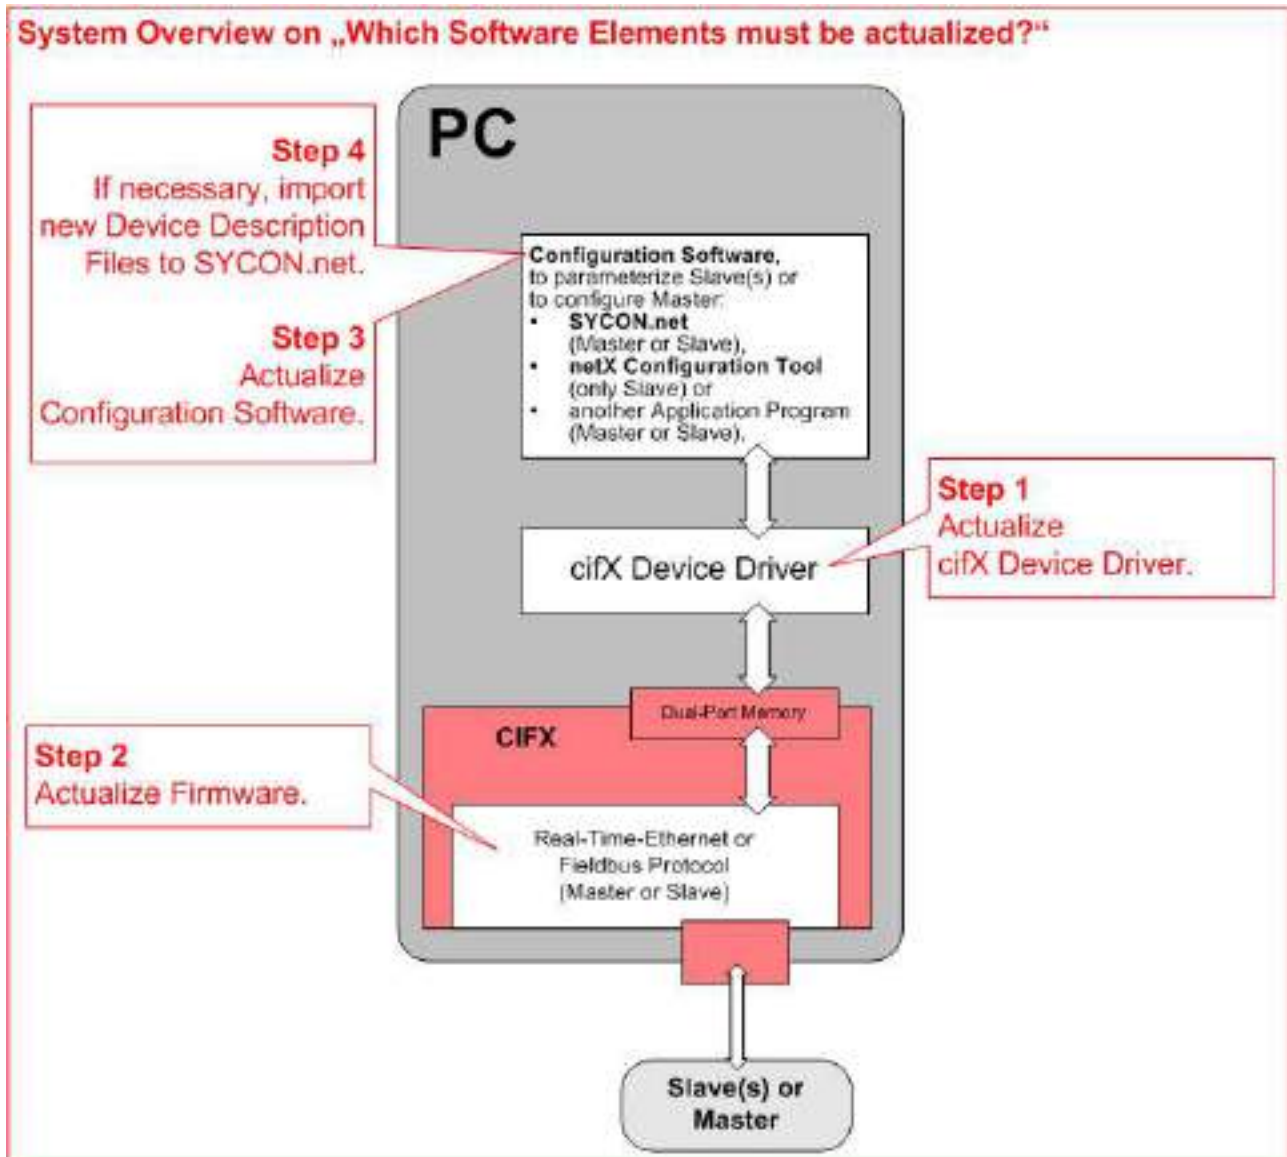 System Overview on „Which Software Elements must be actualized?“
PC
Step 4
If necessary, import
new Device Description
Files to SYCON.net.
Step 3
Actualize
Configuration Software.
Configuration Software,
to parameterize Slave(s) or
to configure Master:
• SYCON.net
(Master or Slave),
• netX Configuration Tool
(only Slave) or
• another Application Program
(Master or Slave),
Step 1
Actualize
cifX Device Driver.
cifX Device Driver
Dual-Port Memory
CIFX
Step 2
Actualize Firmware.
Real-Time-Ethernet or
Fieldbus Protocol
(Master or Slave)
Slave(s) or
Master